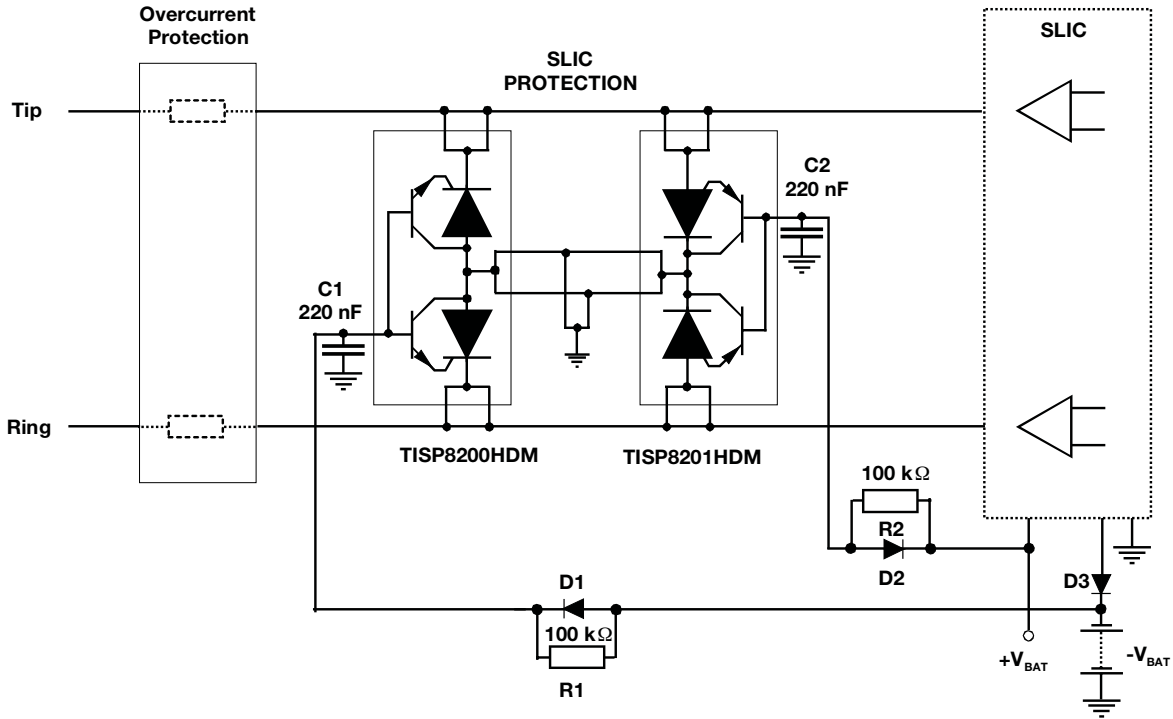 Overcurrent
Protection
SLIC
SLIC
PROTECTION
Tip
C2
220 nF
C1
220 nF
Ring
TISP8200HDM
TISP8201HDM
100 kΩ
R2
D2
D1
D3
100 kΩ
R1
+VBAT
-VBAT